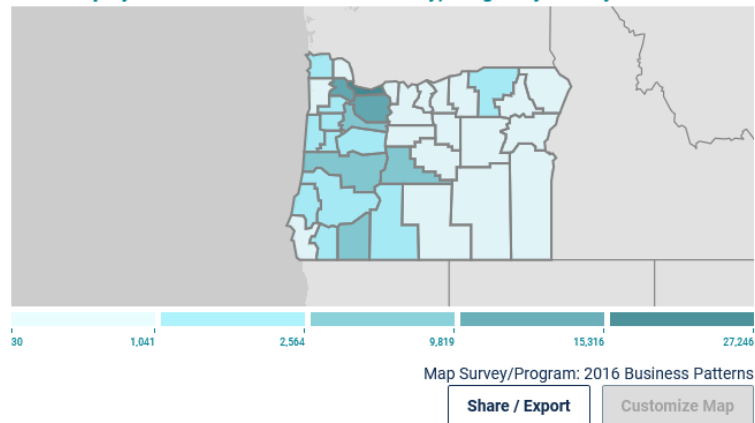 30 1,041 2,564 9,819 15,316 27,246
Map Survey/Program: 2016 Business Patterns
Share / Export Customize Map